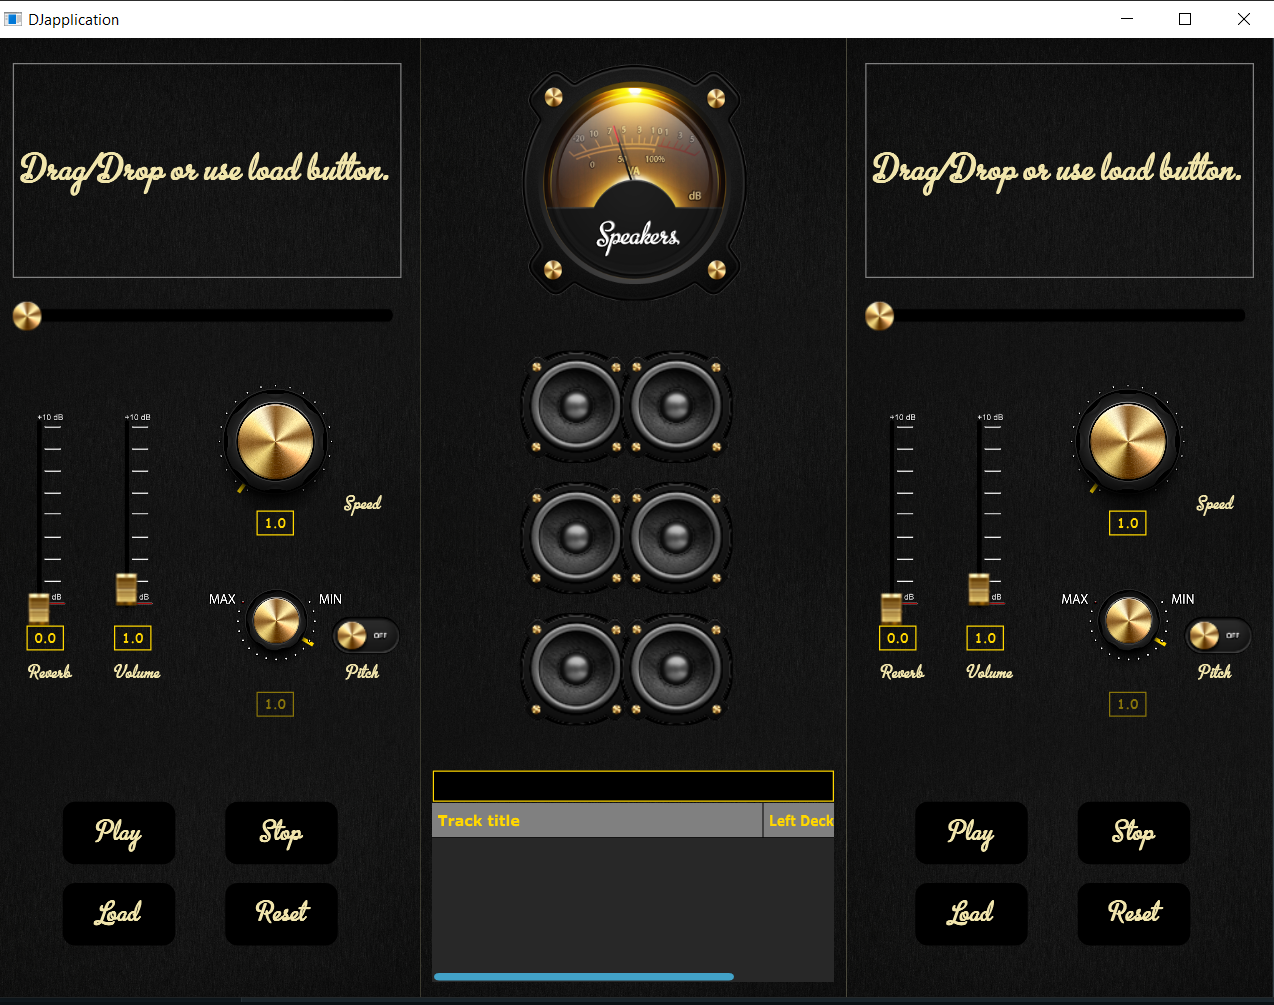 DJapplication
Drag/Drop or use load button.
+10 dB
+10 dB
Speed
1.0
MAX
MIN
dB
dB
OFF
0.0
1.0
Reverb
Volume
Pitch
1.0
Play
Stop
Load
Reset
20 10 7 5 3 1 0 1 3 5
0 50 100%
VA
dB
Speakers
Track title
Left Deck
Drag/Drop or use load button.
+10 dB
+10 dB
Speed
1.0
MAX
MIN
dB
dB
OFF
0.0
1.0
Reverb
Volume
Pitch
1.0
Play
Stop
Load
Reset